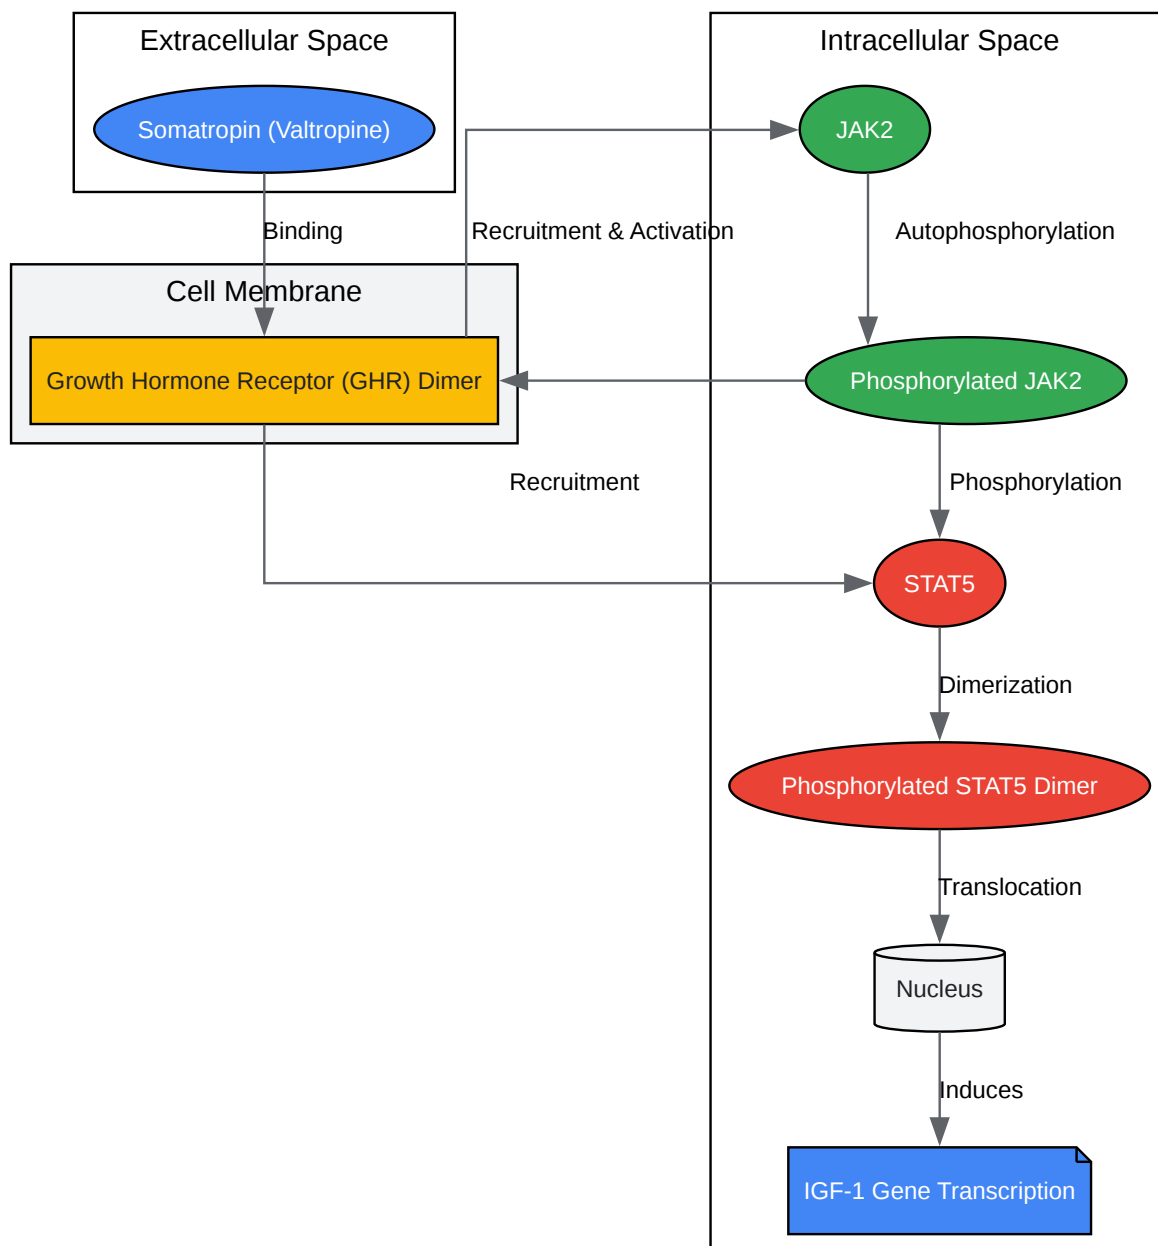 Extracellular Space
Intracellular Space
Somatropin (Valtropine)
JAK2
Binding
Recruitment & Activation
Autophosphorylation
Cell Membrane
Growth Hormone Receptor (GHR) Dimer
Phosphorylated JAK2
Recruitment
Phosphorylation
STAT5
Dimerization
Phosphorylated STAT5 Dimer
Translocation
Nucleus
Induces
IGF-1 Gene Transcription